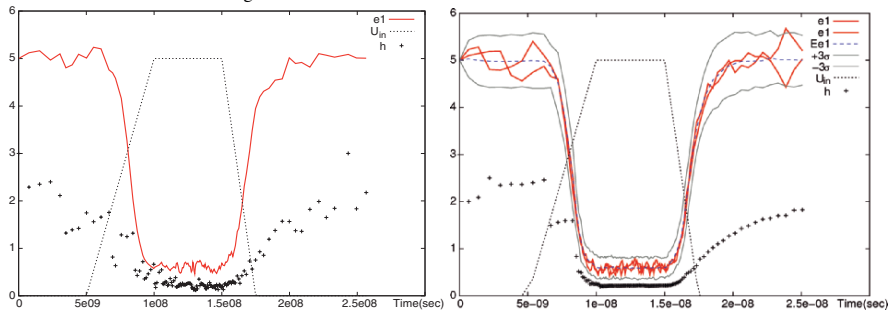 e1
U_in
h
6
5
4
3
2
1
0
0
5e09
1e08
1.5e08
2e08
2.5e08
Time(sec)
e1
e1
Ee1
+3σ
−3σ
U_in
h
6
5
4
3
2
1
0
0
5e−09
1e−08
1.5e−08
2e−08
2.5e−08
Time(sec)